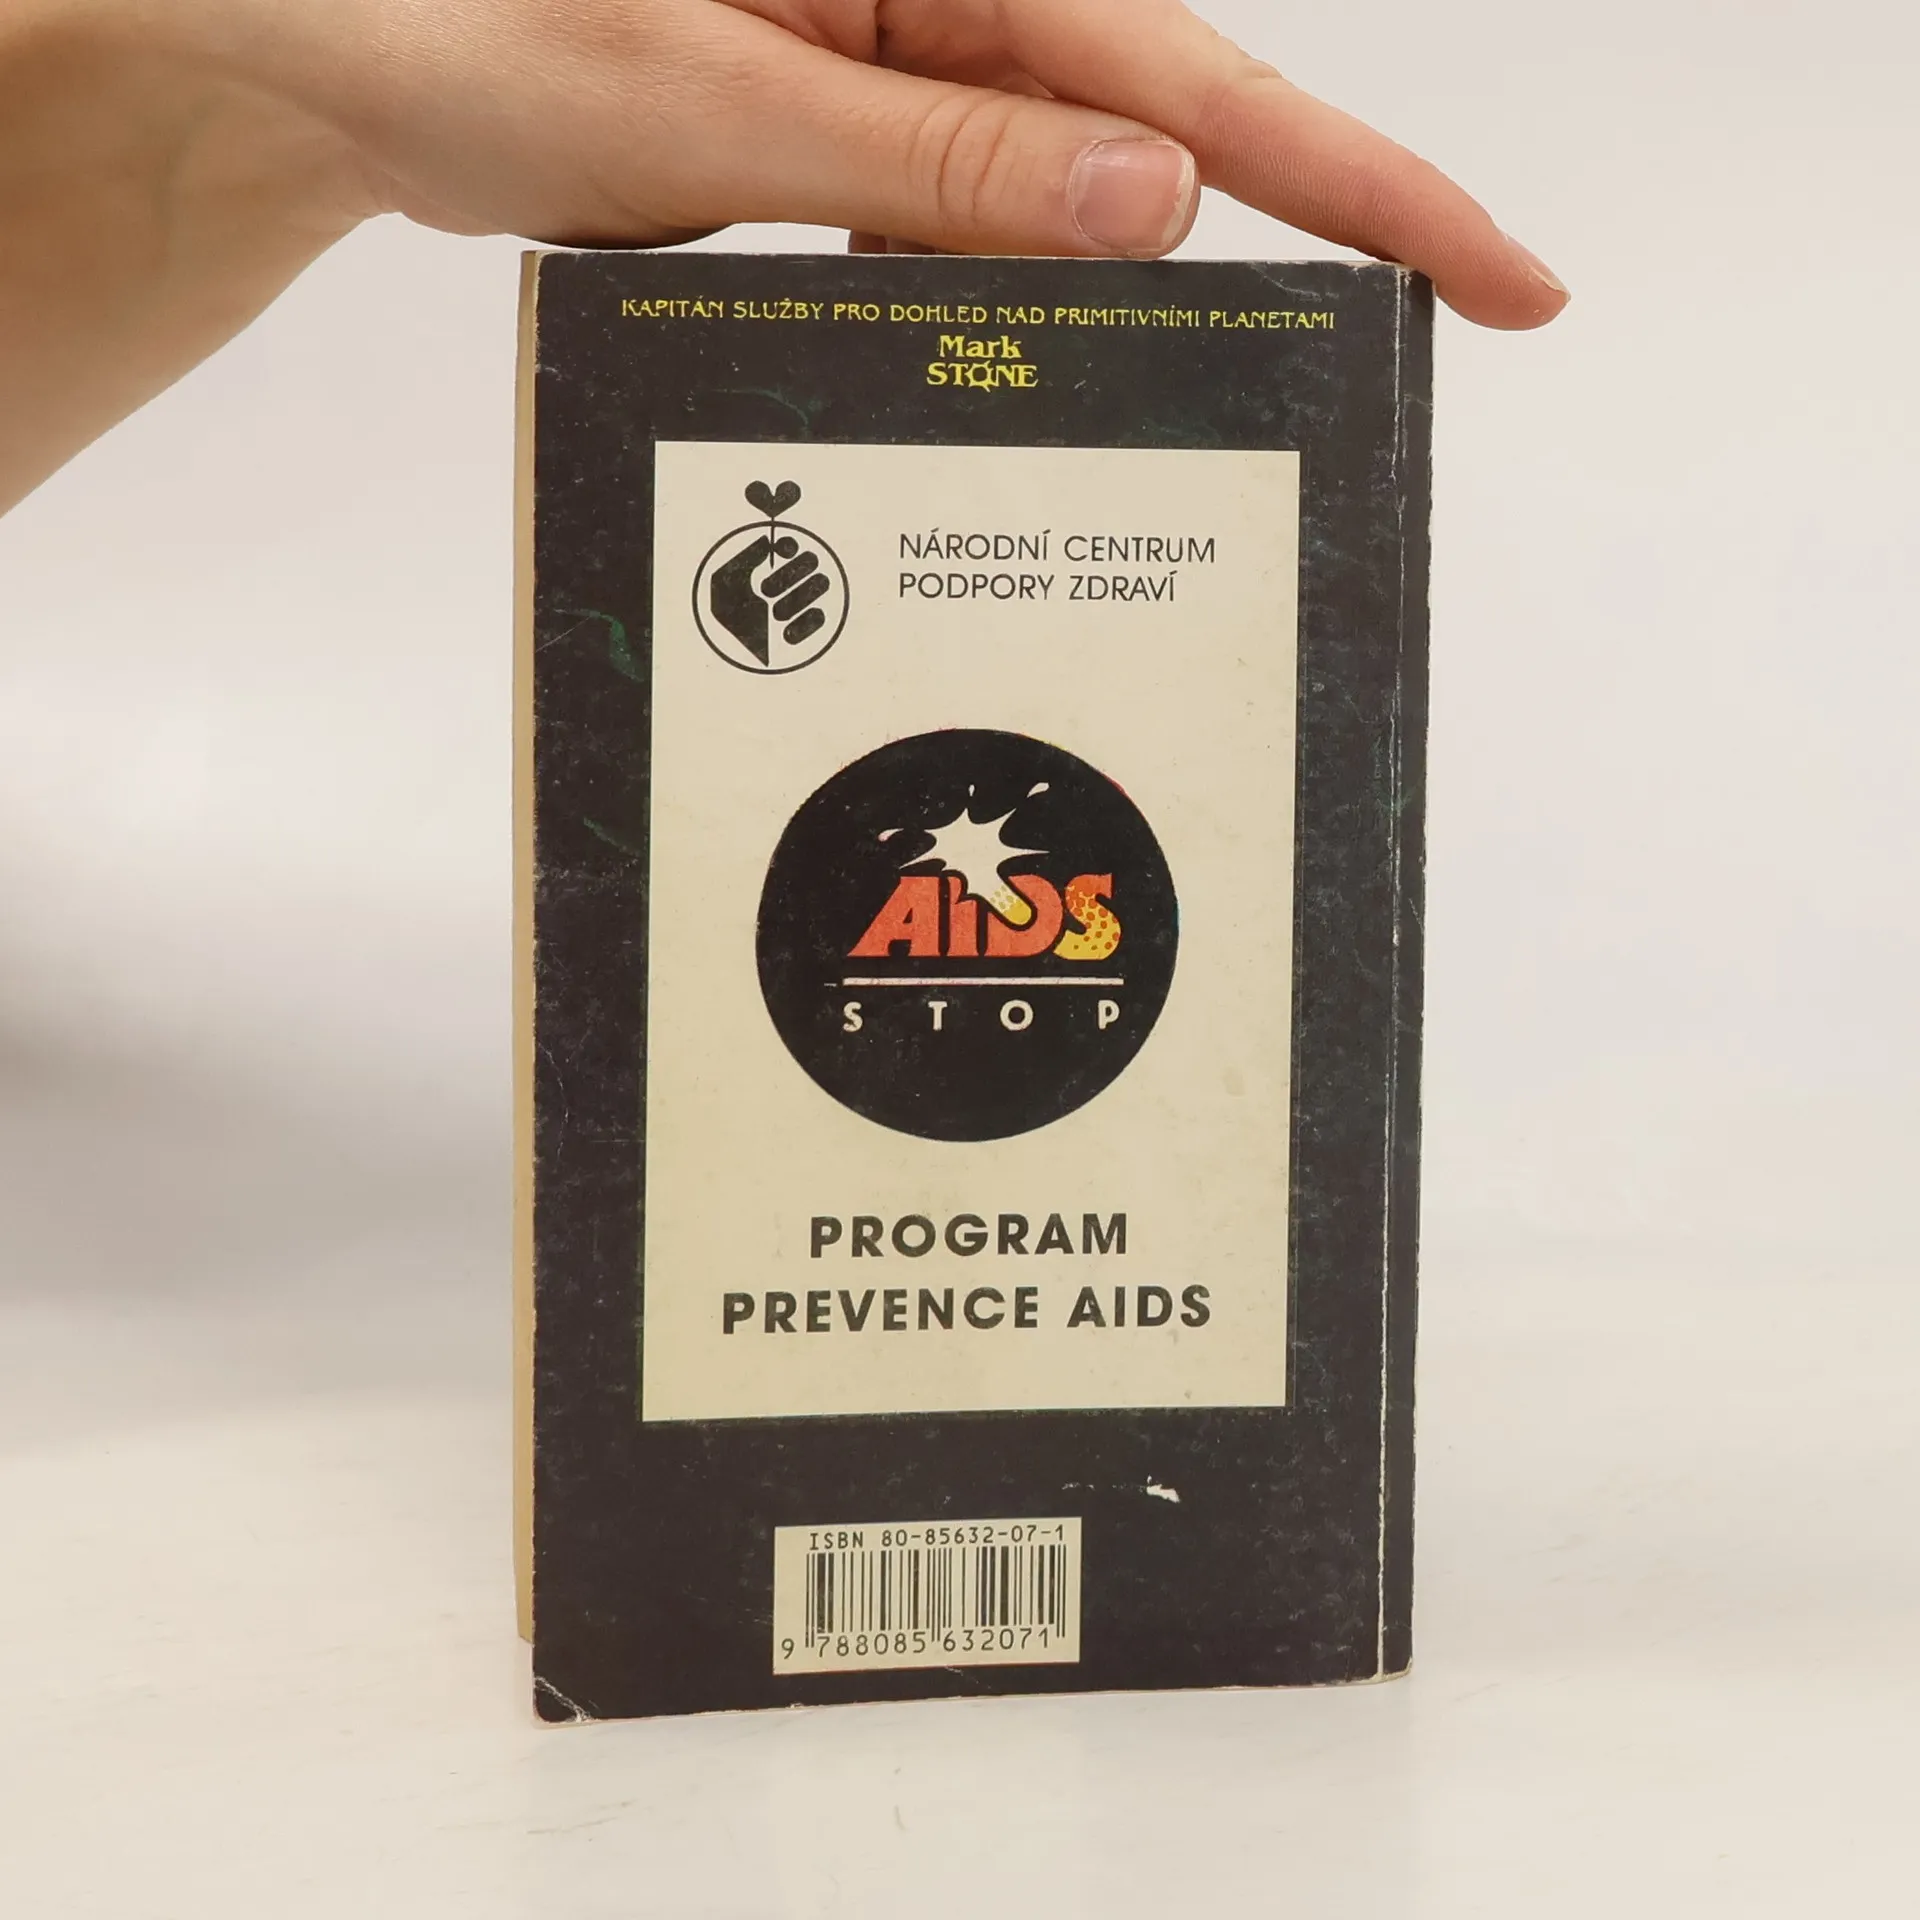 KAPITÁN SLUŽBY PRO DOHLED NAD PRIMITIVNÍMI PLANETAMI
Mark
STONE
NÁRODNÍ CENTRUM
PODPORY ZDRAVÍ
AIDS
STOP
PROGRAM
PREVENCE AIDS
ISBN 80-85632-07-1
9 788085 632071